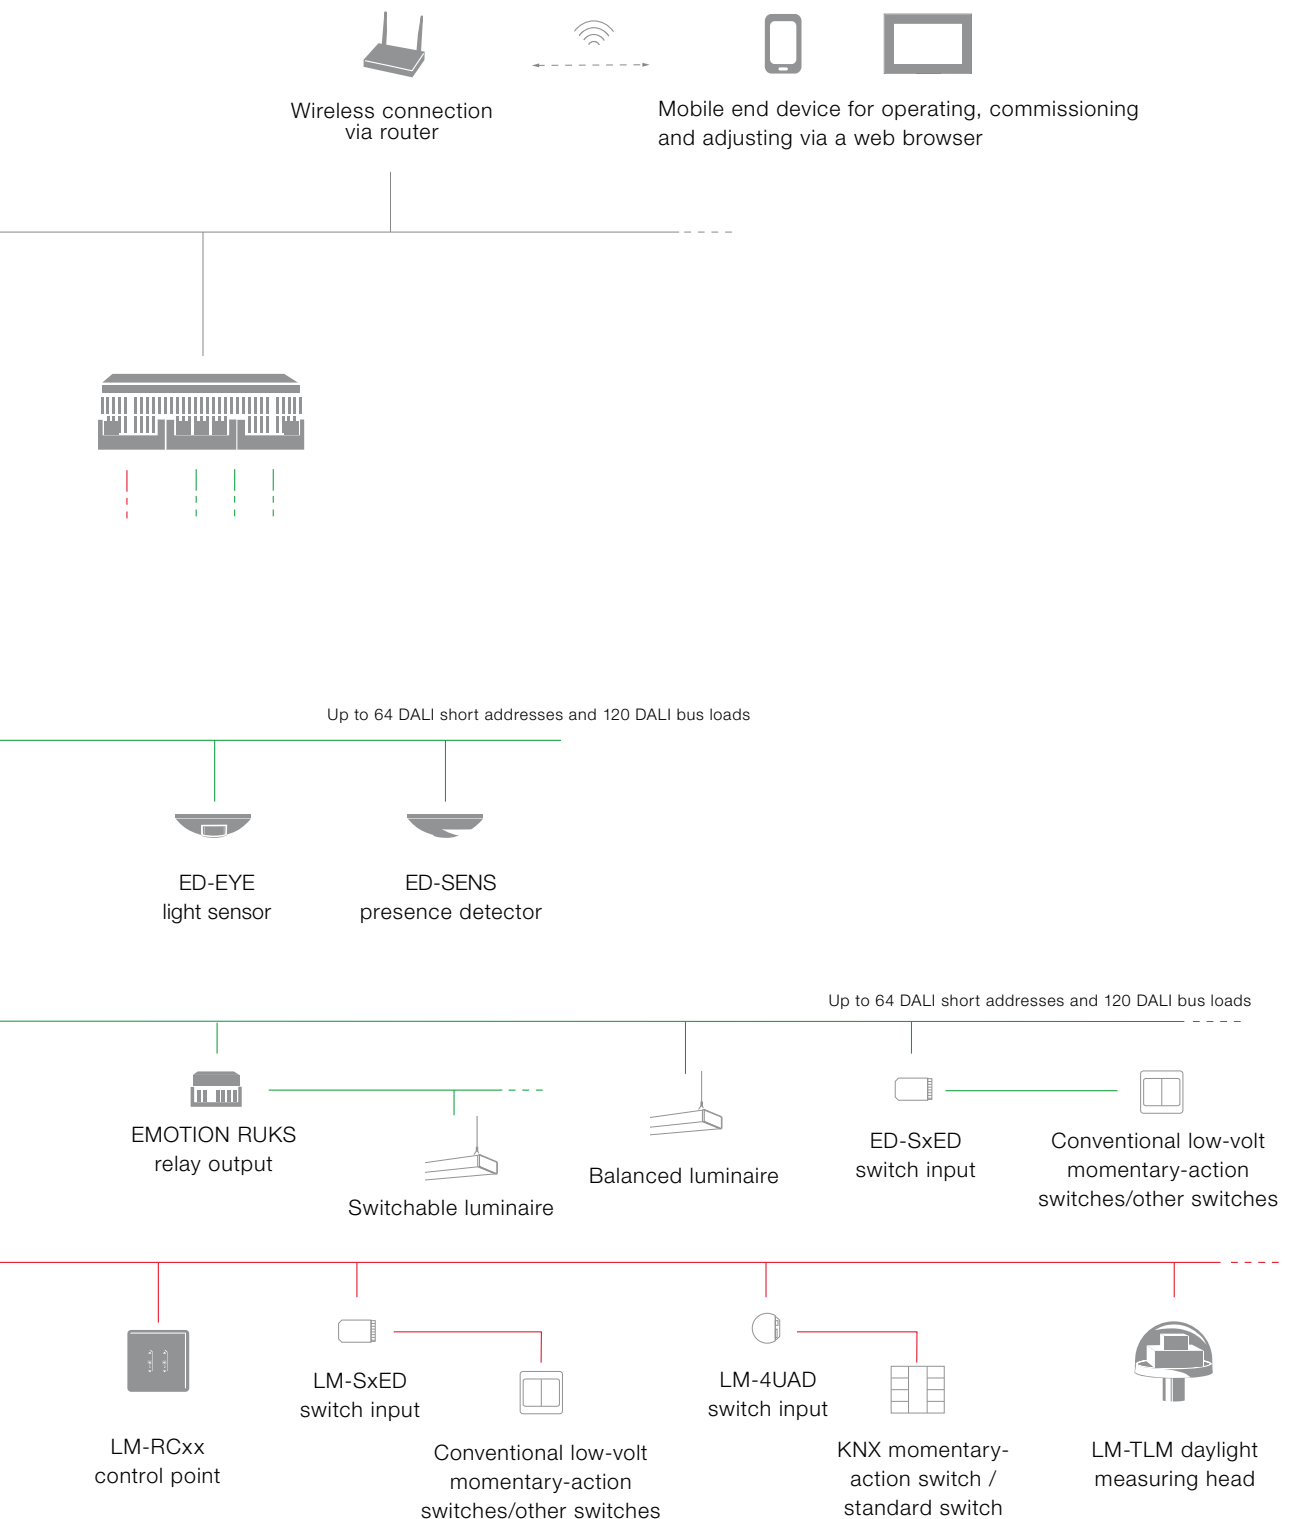 Wireless connection
via router
Mobile end device for operating, commissioning
and adjusting via a web browser
Up to 64 DALI short addresses and 120 DALI bus loads
ED-EYE
light sensor
ED-SENS
presence detector
Up to 64 DALI short addresses and 120 DALI bus loads
EMOTION RUKS
relay output
Switchable luminaire
Balanced luminaire
ED-SxED
switch input
Conventional low-volt
momentary-action
switches/other switches
LM-RCxx
control point
LM-SxED
switch input
Conventional low-volt
momentary-action
switches/other switches
LM-4UAD
switch input
KNX momentary-
action switch /
standard switch
LM-TLM daylight
measuring head